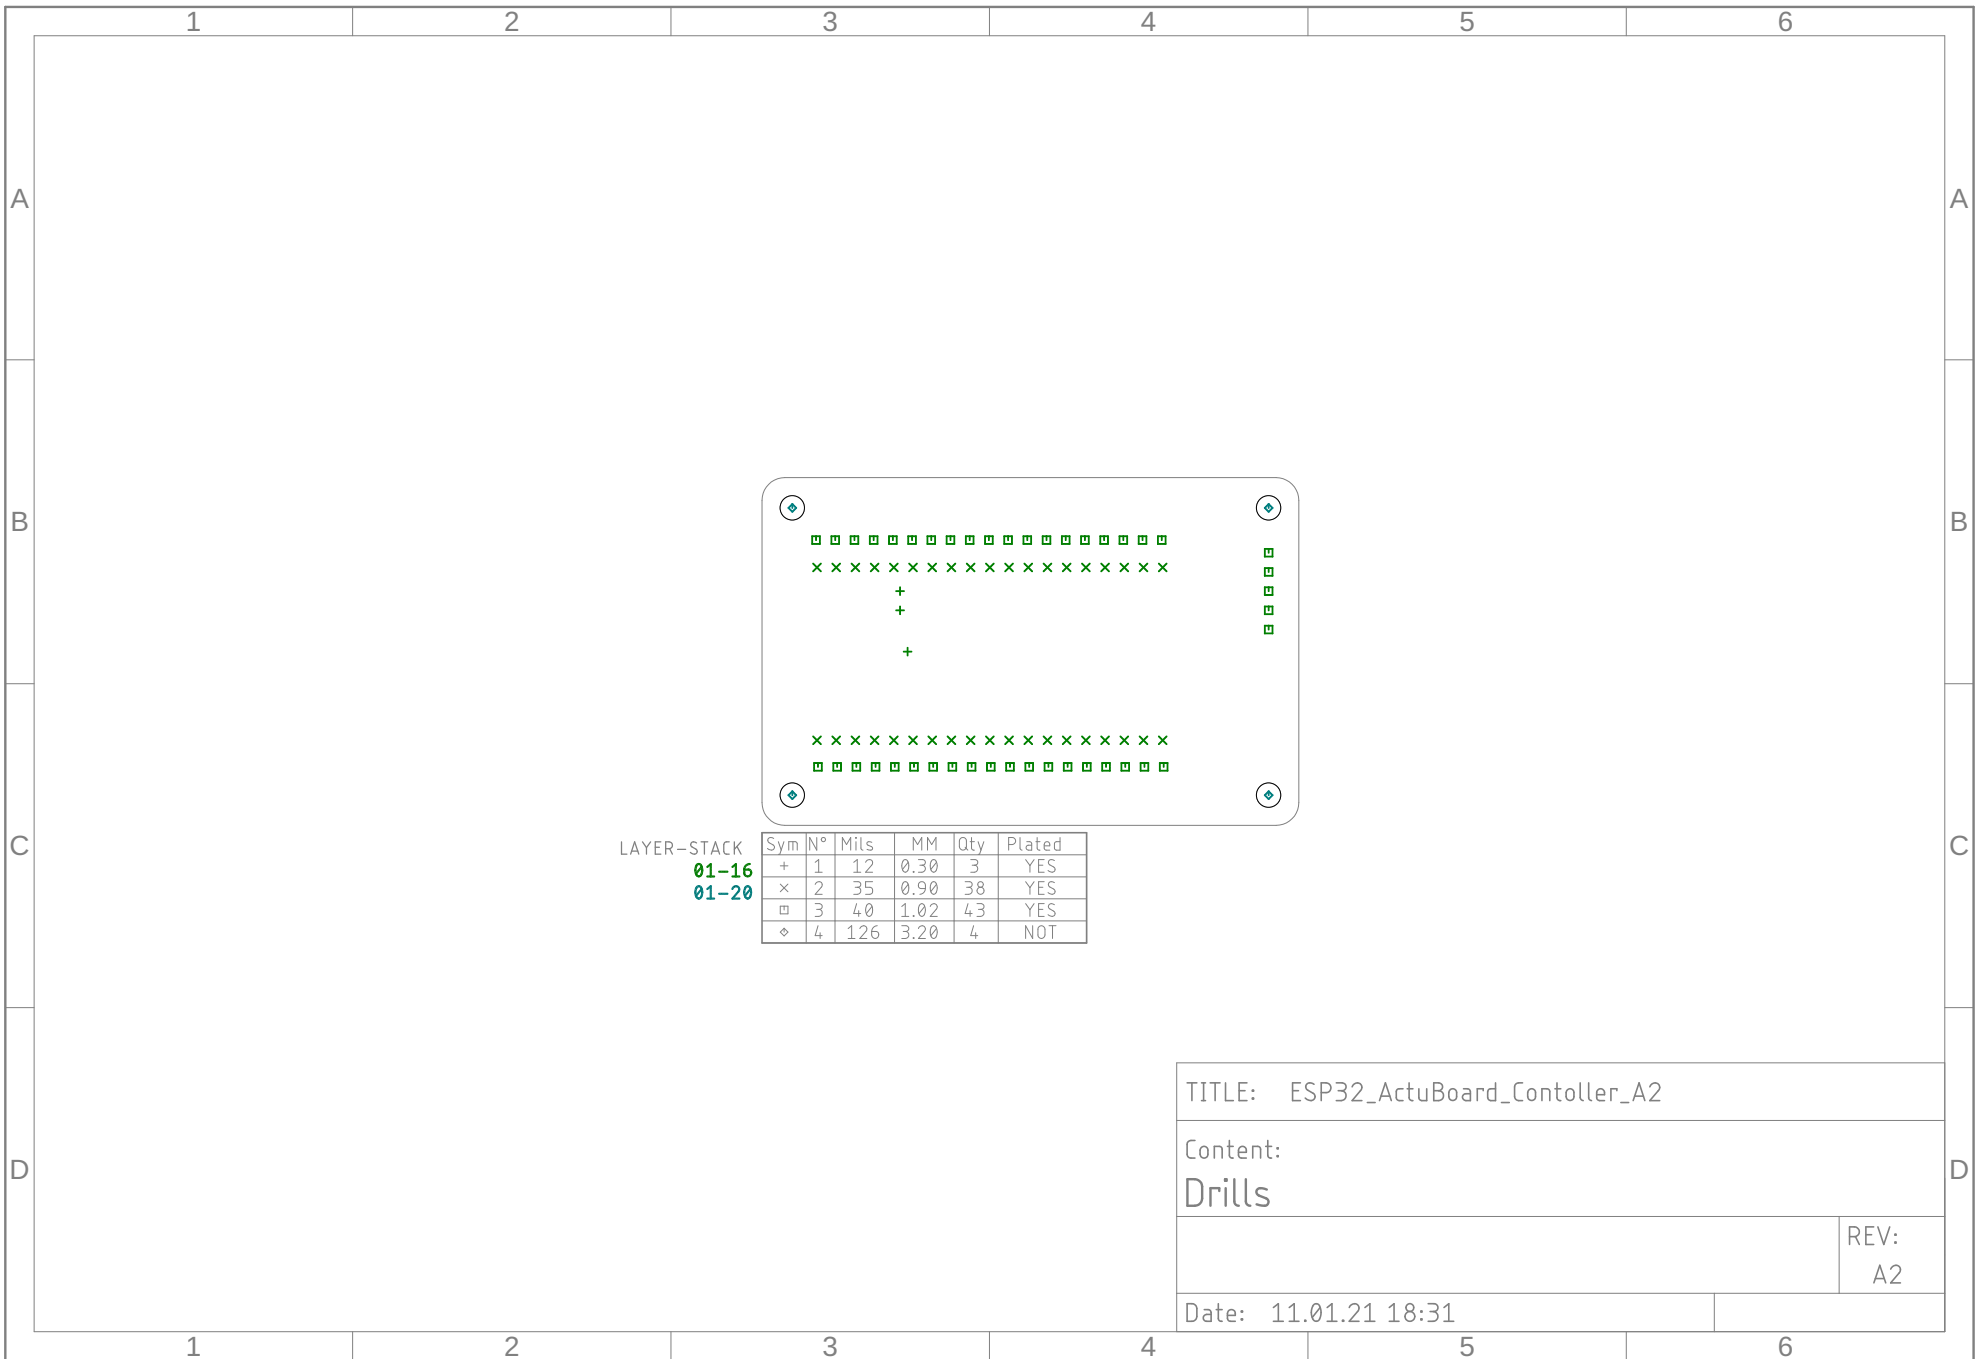 1 2 3 4 5 6
A A
B B
C C
D D
LAYER-STACK
01-16
01-20
Sym N° Mils MM Qty Plated
+ 1 12 0.30 3 YES
× 2 35 0.90 38 YES
3 40 1.02 43 YES
4 126 3.20 4 NOT
TITLE: ESP32_ActuBoard_Contoller_A2
Content:
Drills
REV:
A2
Date: 11.01.21 18:31
1 2 3 4 5 6